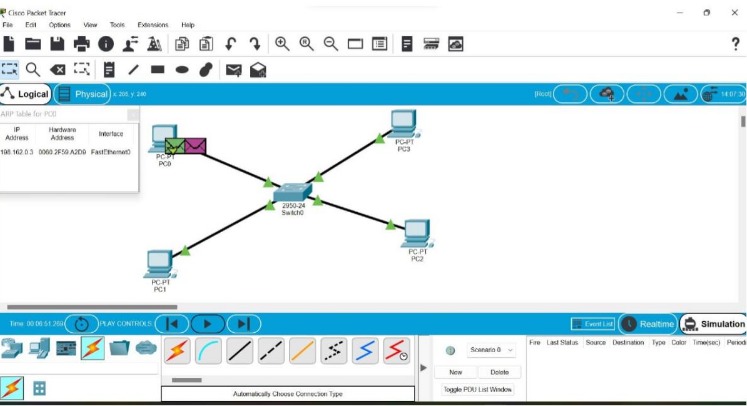 Cisco Packet Tracer
File Edit Options View Tools Extensions Help
Logical Physical x: 201, y: 240 [Root] 14:07:30
ARP Table for PC0
IP Address Hardware Address Interface
198.162.0.3 0060.2F59.A2D9 FastEthernet0
PC-PT
PC0
PC-PT
PC3
2950-24
Switch0
PC-PT
PC2
PC-PT
PC1
Time: 00:06:51.269 PLAY CONTROLS: Event List Realtime Simulation
Scenario 0
New Delete
Toggle PDU List Window
Fire Last Status Source Destination Type Color Time(sec) Periodi
Automatically Choose Connection Type